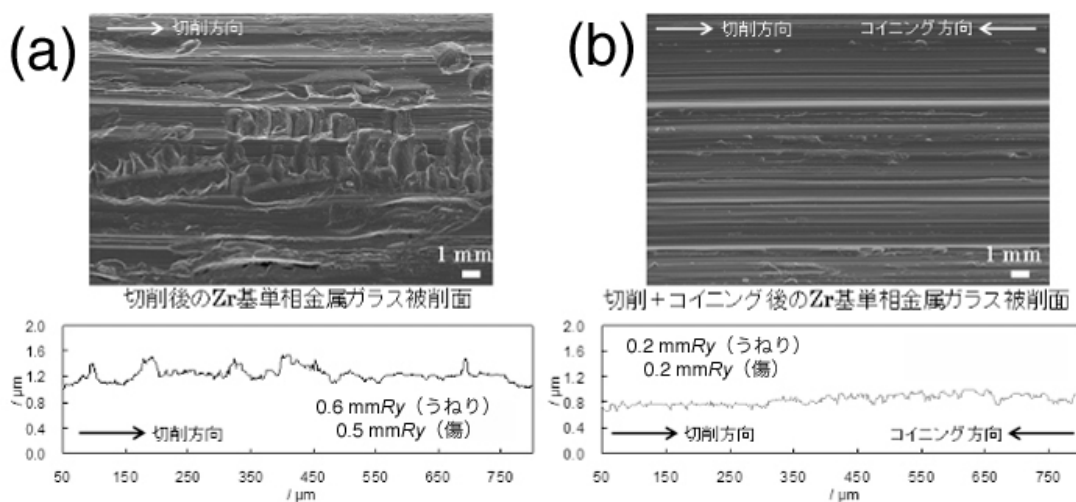 (a)
→ 切削方向
1 mm
切削後のZr基単相金属ガラス被削面
2.0
1.6
1.2
0.8
0.4
0.0
l μm
0.6 mmRy（うねり）
0.5 mmRy（傷）
→ 切削方向
50 150 250 350 450 550 650 750
l μm
(b)
→ 切削方向 コイニング方向 ←
1 mm
切削＋コイニング後のZr基単相金属ガラス被削面
2.0
1.6
1.2
0.8
0.4
0.0
l μm
0.2 mmRy（うねり）
0.2 mmRy（傷）
→ 切削方向 コイニング方向 ←
50 150 250 350 450 550 650 750
l μm